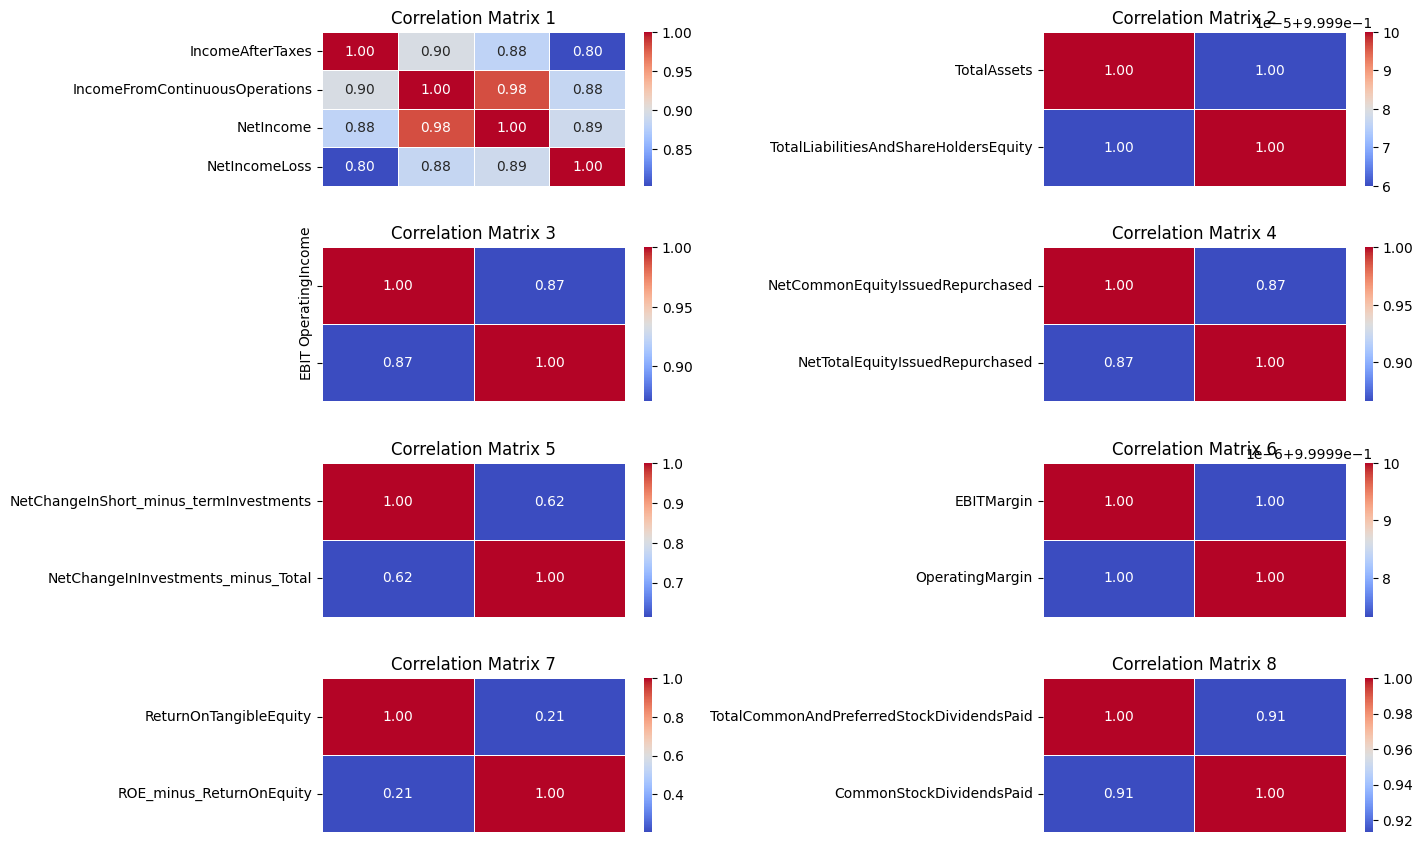 Correlation Matrix 1
IncomeAfterTaxes
1.00 0.90 0.88 0.80
IncomeFromContinuousOperations
0.90 1.00 0.98 0.88
NetIncome
0.88 0.98 1.00 0.89
NetIncomeLoss
0.80 0.88 0.89 1.00
1.00
0.95
0.90
0.85
Correlation Matrix 2
1e−5+9.999e−1
TotalAssets
1.00 1.00
TotalLiabilitiesAndShareHoldersEquity
1.00 1.00
10
9
8
7
6
Correlation Matrix 3
EBIT OperatingIncome
1.00 0.87
0.87 1.00
1.00
0.95
0.90
Correlation Matrix 4
NetCommonEquityIssuedRepurchased
1.00 0.87
NetTotalEquityIssuedRepurchased
0.87 1.00
1.00
0.95
0.90
Correlation Matrix 5
NetChangeInShort_minus_termInvestments
1.00 0.62
NetChangeInInvestments_minus_Total
0.62 1.00
1.0
0.9
0.8
0.7
Correlation Matrix 6
1e−6+9.9999e−1
EBITMargin
1.00 1.00
OperatingMargin
1.00 1.00
10
9
8
Correlation Matrix 7
ReturnOnTangibleEquity
1.00 0.21
ROE_minus_ReturnOnEquity
0.21 1.00
1.0
0.8
0.6
0.4
Correlation Matrix 8
TotalCommonAndPreferredStockDividendsPaid
1.00 0.91
CommonStockDividendsPaid
0.91 1.00
1.00
0.98
0.96
0.94
0.92